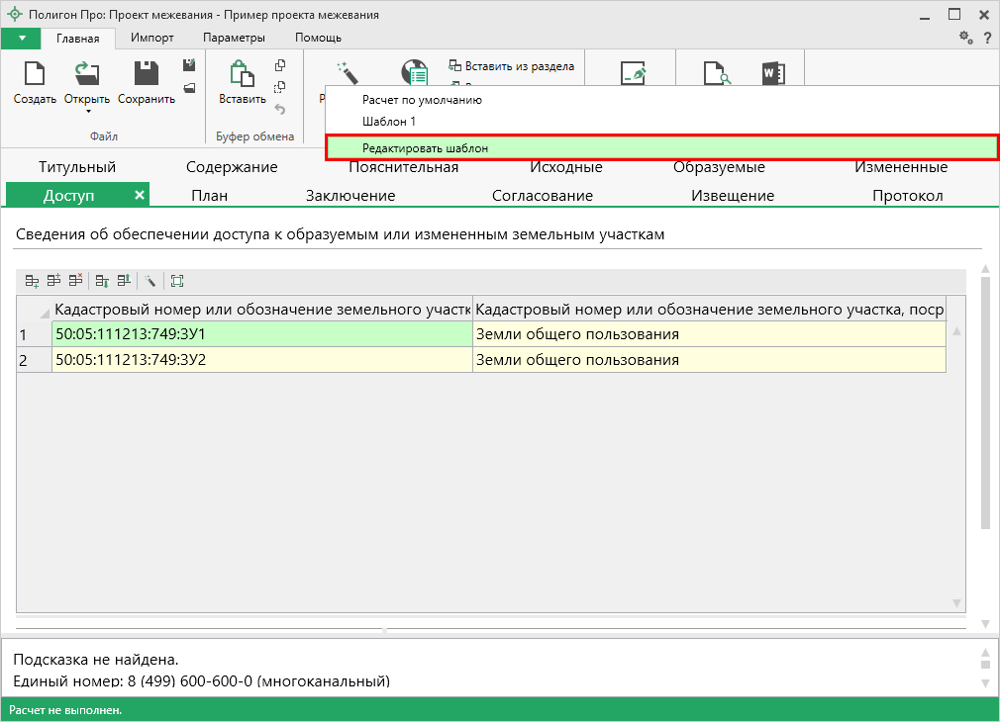 Полигон Про: Проект межевания - Пример проекта межевания
Главная Импорт Параметры Помощь
?
Вставить из раздела
Создать Открыть Сохранить Вставить
Расчет по умолчанию
Шаблон 1
Файл Буфер обмена
Редактировать шаблон
Титульный Содержание Пояснительная Исходные Образуемые Измененные
Доступ План Заключение Согласование Извещение Протокол
Сведения об обеспечении доступа к образуемым или измененным земельным участкам
Кадастровый номер или обозначение земельного участк Кадастровый номер или обозначение земельного участка, поср
1 50:05:111213:749:ЗУ1 Земли общего пользования
2 50:05:111213:749:ЗУ2 Земли общего пользования
Подсказка не найдена.
Единый номер: 8 (499) 600-600-0 (многоканальный)
Расчет не выполнен.